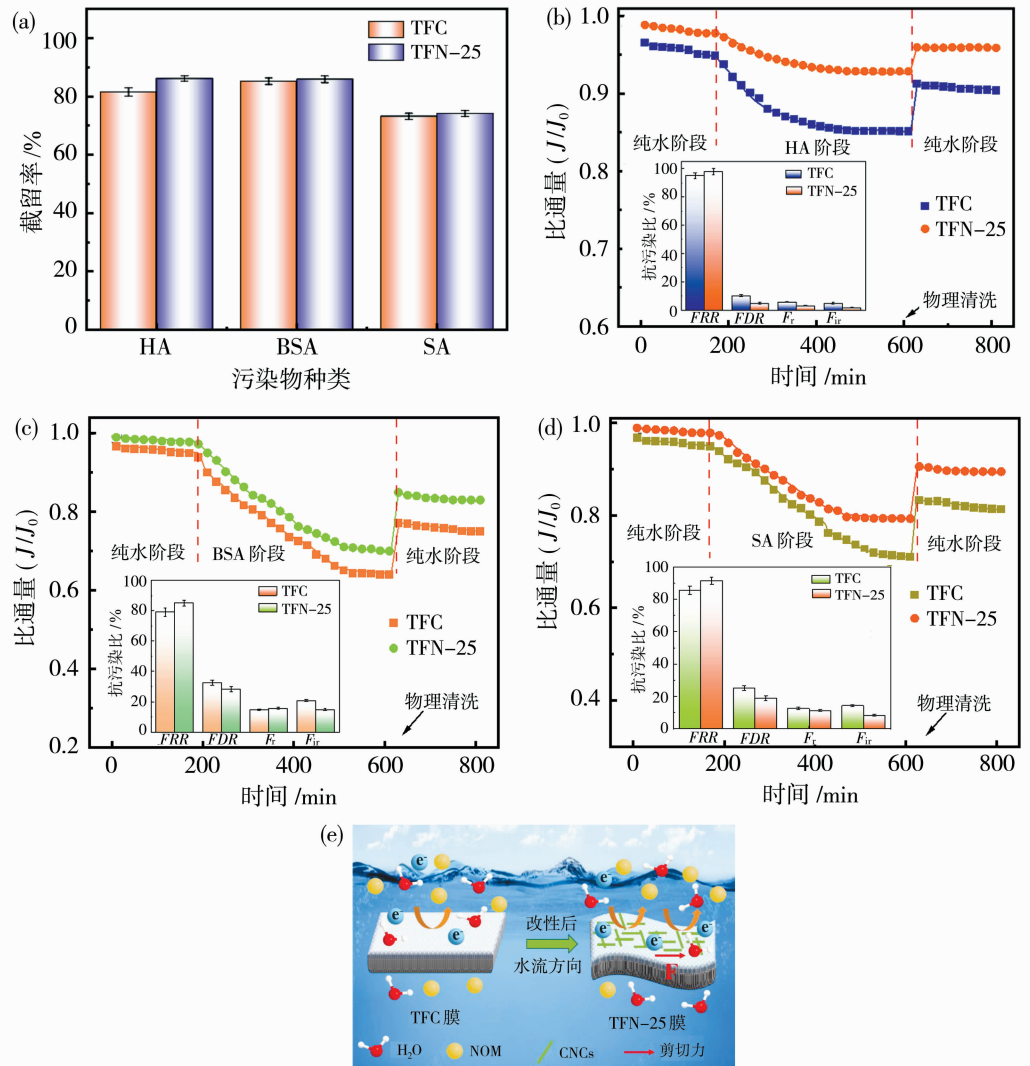 (a)
TFC
TFN-25
100
80
60
40
20
0
截留率/%
HA
BSA
SA
污染物种类
(b)
1.0
0.9
0.8
0.7
0.6
比通量(J/J₀)
纯水阶段
HA阶段
纯水阶段
TFC
TFN-25
物理清洗
0
200
400
600
800
时间/min
抗污染比/%
100
80
60
40
20
0
TFC
TFN-25
FRR
FDR
Fr
Fir
(c)
1.0
0.8
0.6
0.4
0.2
比通量(J/J₀)
纯水阶段
BSA阶段
纯水阶段
TFC
TFN-25
物理清洗
0
200
400
600
800
时间/min
抗污染比/%
100
80
60
40
20
0
TFC
TFN-25
FRR
FDR
Fr
Fir
(d)
1.0
0.8
0.6
0.4
比通量(J/J₀)
纯水阶段
SA阶段
纯水阶段
TFC
TFN-25
物理清洗
0
200
400
600
800
时间/min
抗污染比/%
100
80
60
40
20
0
TFC
TFN-25
FRR
FDR
Fr
Fir
(e)
e⁻
e⁻
e⁻
e⁻
e⁻
e⁻
e⁻
改性后
水流方向
F
TFC膜
TFN-25膜
H₂O
NOM
CNCs
剪切力